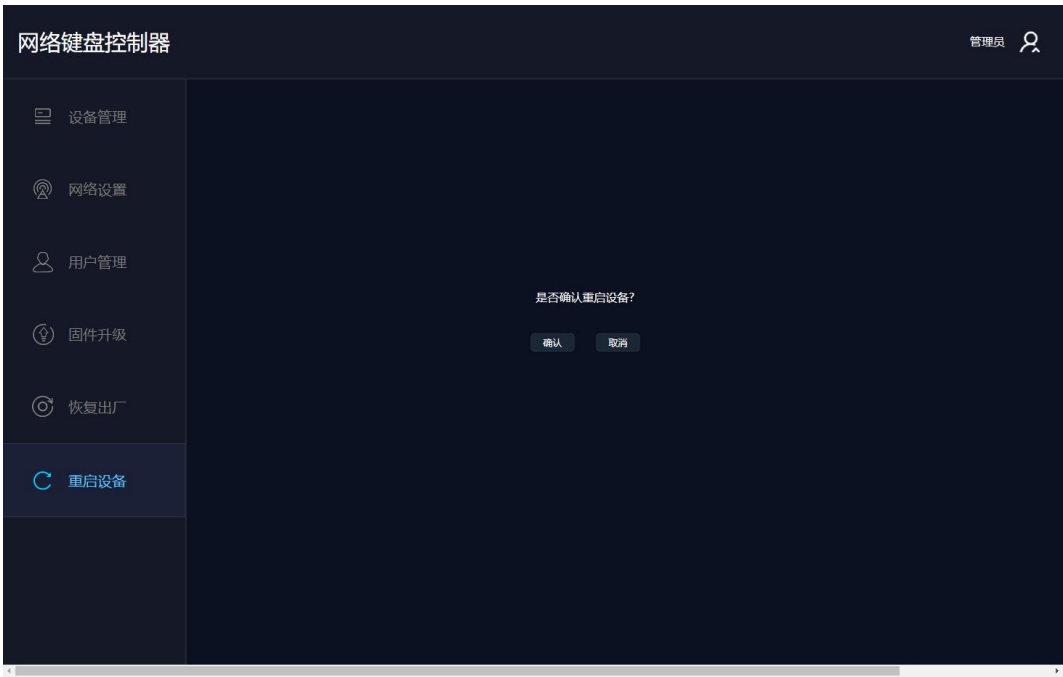 网络键盘控制器
管理员
设备管理
网络设置
用户管理
固件升级
恢复出厂
重启设备
是否确认重启设备?
确认
取消